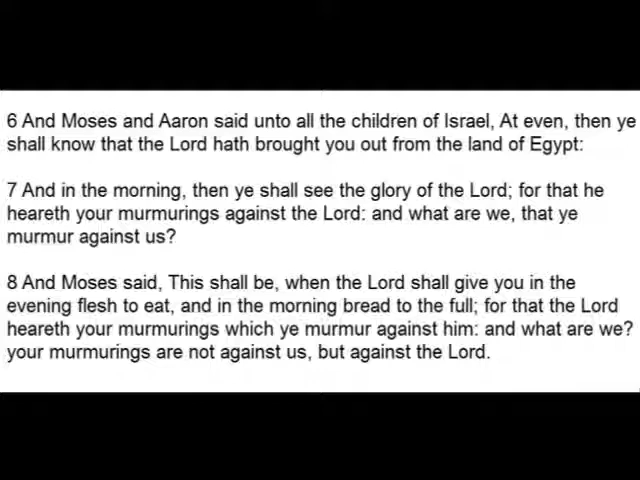 6 And Moses and Aaron said unto all the children of Israel, At even, then ye
shall know that the Lord hath brought you out from the land of Egypt:
7 And in the morning, then ye shall see the glory of the Lord; for that he
heareth your murmurings against the Lord: and what are we, that ye
murmur against us?
8 And Moses said, This shall be, when the Lord shall give you in the
evening flesh to eat, and in the morning bread to the full; for that the Lord
heareth your murmurings which ye murmur against him: and what are we?
your murmurings are not against us, but against the Lord.